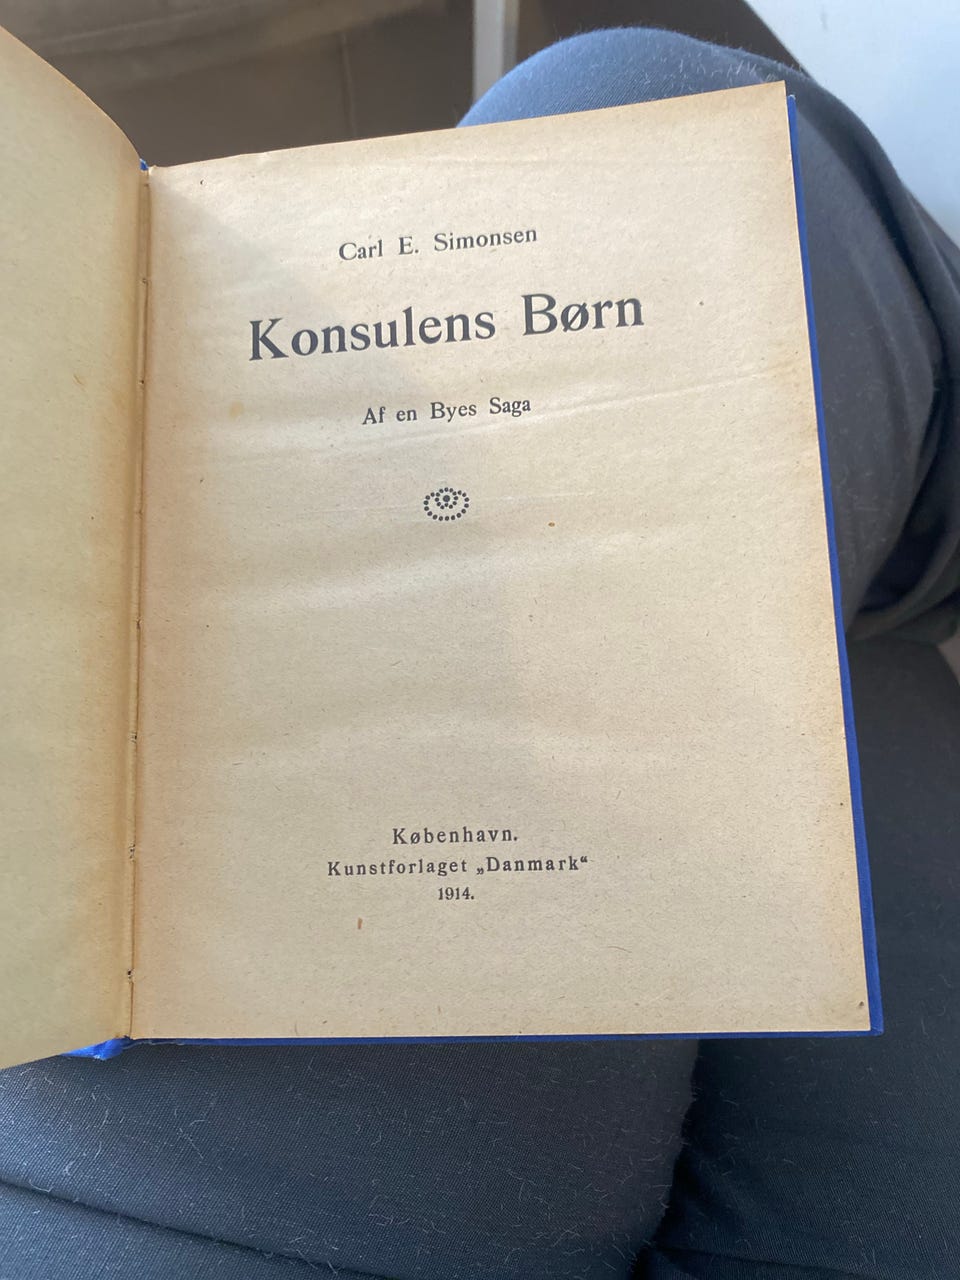 Carl E. Simonsen
Konsulens Børn
Af en Byes Saga
København.
Kunstforlaget „Danmark“
1914.